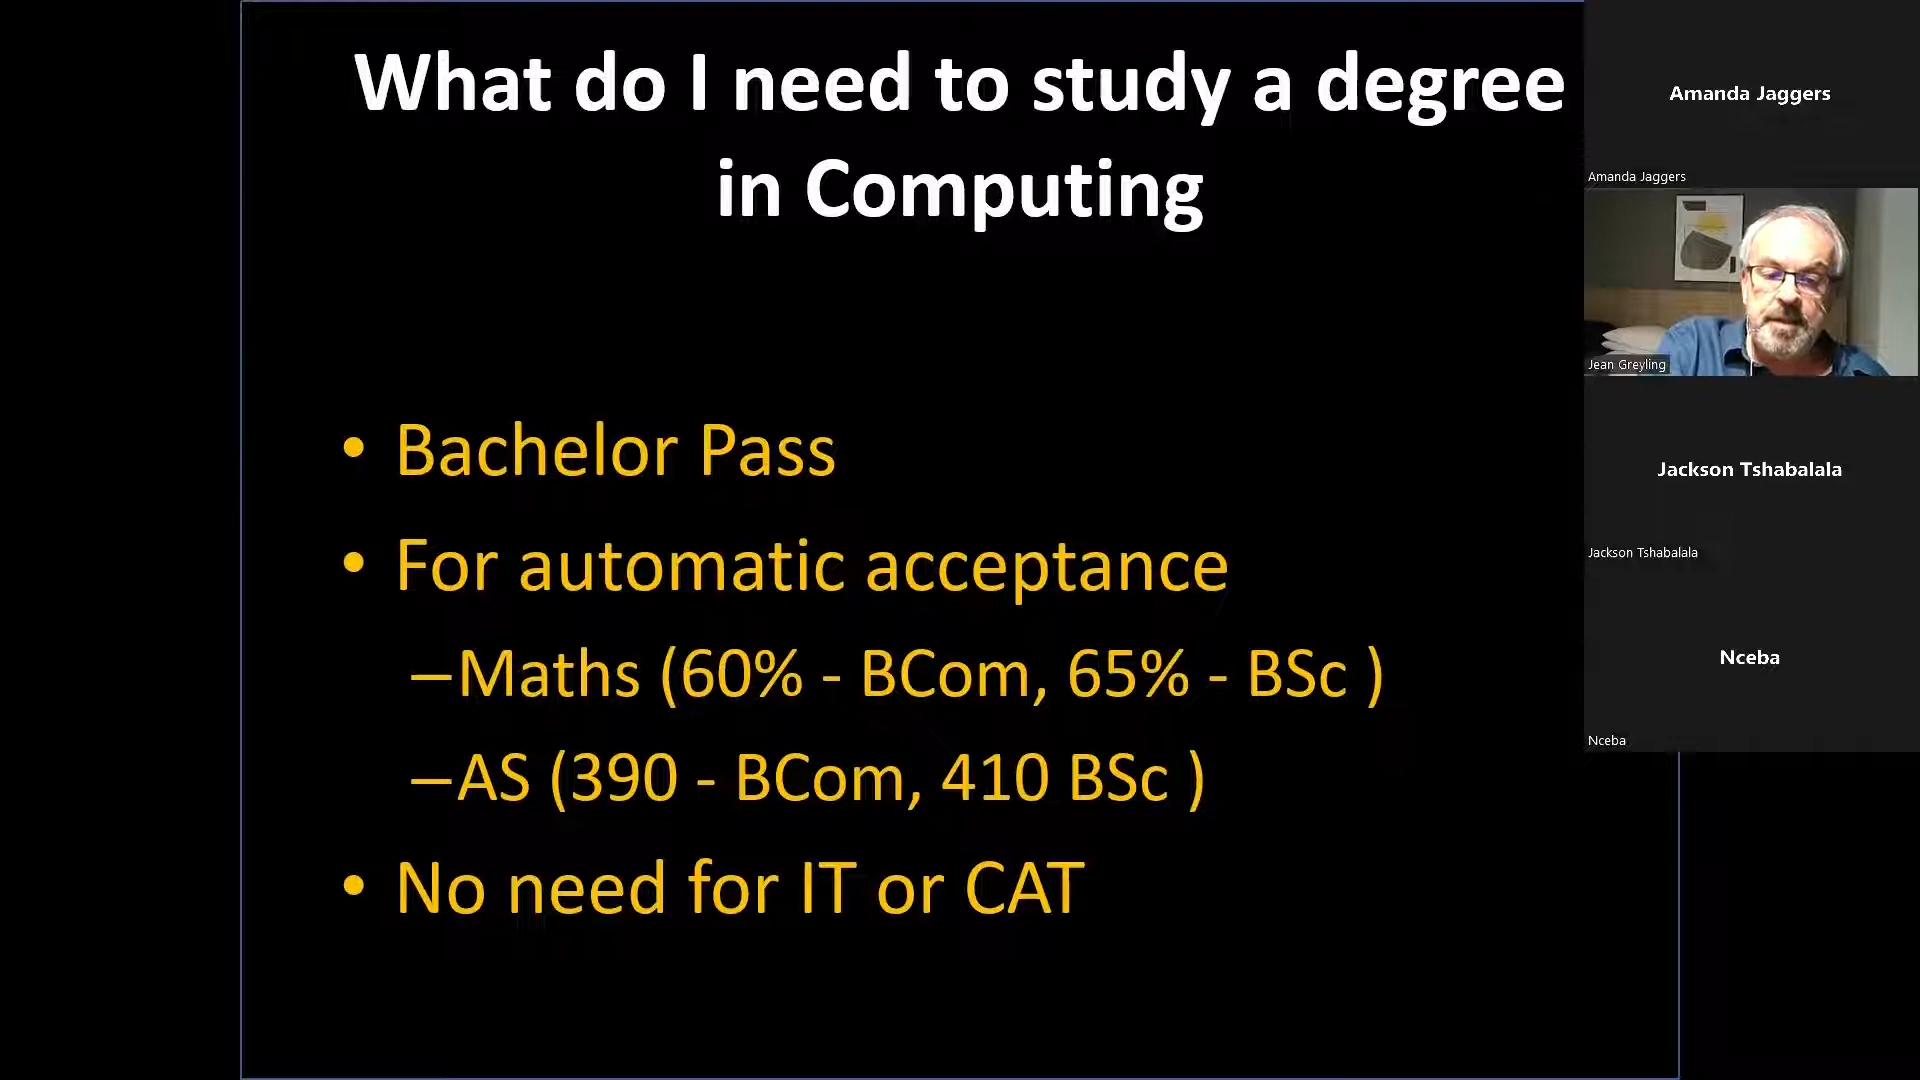 What do I need to study a degree
in Computing
• Bachelor Pass
• For automatic acceptance
–Maths (60% - BCom, 65% - BSc )
–AS (390 - BCom, 410 BSc )
• No need for IT or CAT
Amanda Jaggers
Amanda Jaggers
Jean Greyling
Jackson Tshabalala
Jackson Tshabalala
Nceba
Nceba